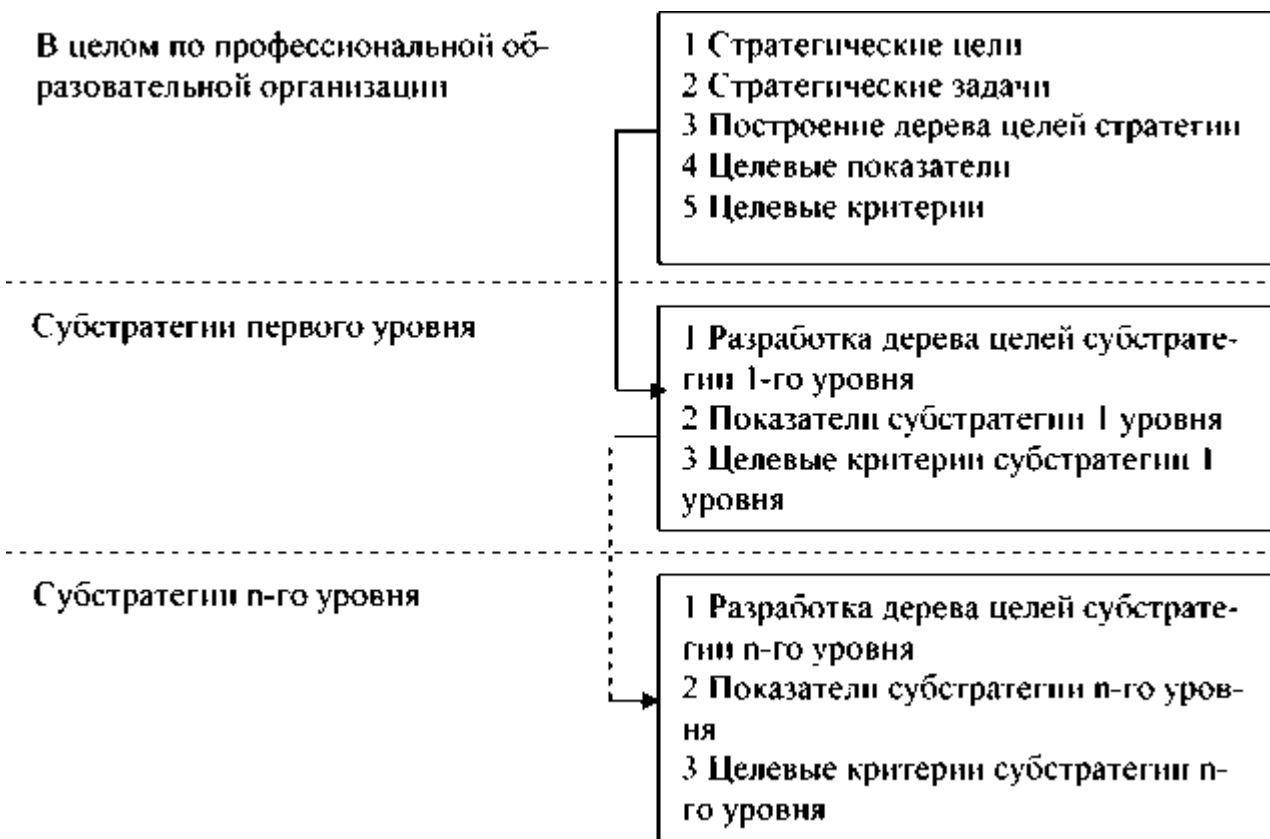 В целом по профессиональной об-
разовательной организации
1 Стратегические цели
2 Стратегические задачи
3 Построение дерева целей стратегии
4 Целевые показатели
5 Целевые критерии
Субстратегии первого уровня
1 Разработка дерева целей субстрате-
гии 1-го уровня
2 Показатели субстратегии 1 уровня
3 Целевые критерии субстратегии 1
уровня
Субстратегии n-го уровня
1 Разработка дерева целей субстрате-
гии n-го уровня
2 Показатели субстратегии n-го уров-
ня
3 Целевые критерии субстратегии n-
го уровня